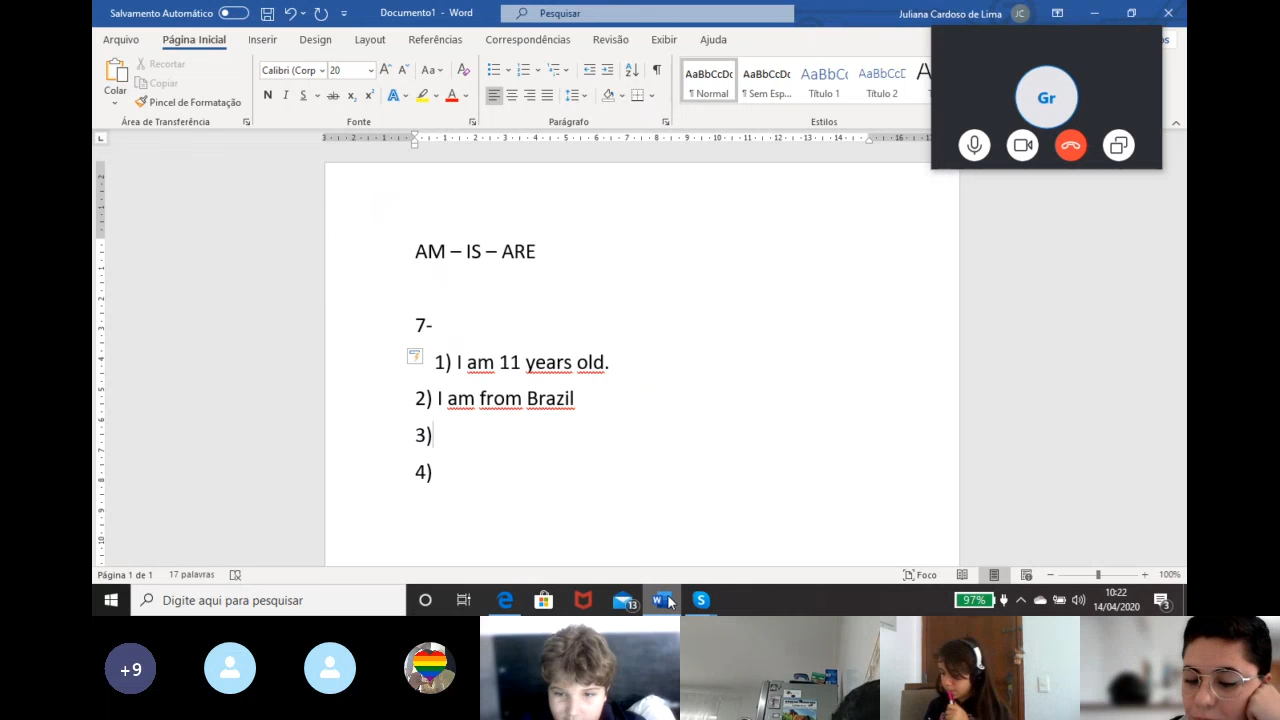 Salvamento Automático
Documento1 - Word
Pesquisar
Juliana Cardoso de Lima
JC
Arquivo Página Inicial Inserir Design Layout Referências Correspondências Revisão Exibir Ajuda
Colar
Recortar
Copiar
Pincel de Formatação
Área de Transferência
Calibri (Corp 20
Fonte
Parágrafo
AaBbCcDc AaBbCcDc AaBbCc AaBbCcD
¶ Normal ¶ Sem Esp... Título 1 Título 2
Estilos
Gr
AM – IS – ARE
7-
1) I am 11 years old.
2) I am from Brazil
3)
4)
Página 1 de 1 17 palavras
Foco
100%
Digite aqui para pesquisar
13
97%
10:22
14/04/2020
3
+9